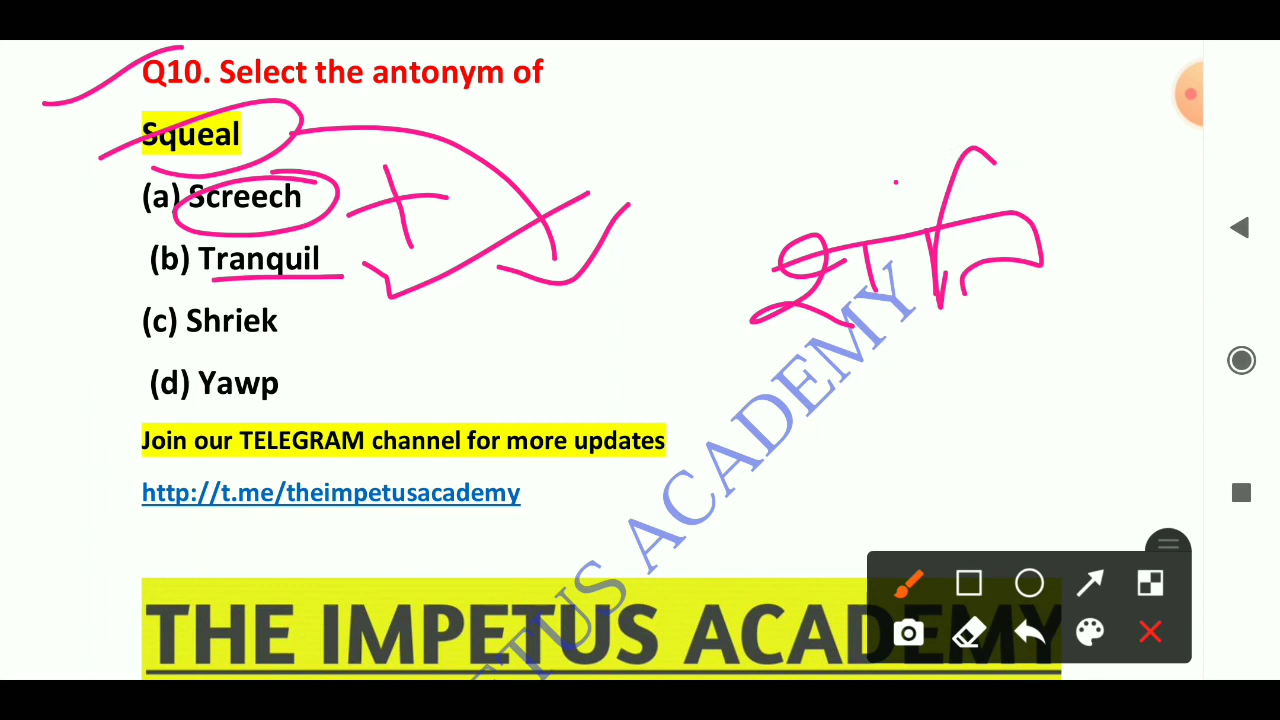 Q10. Select the antonym of
Squeal
(a) Screech
(b) Tranquil
(c) Shriek
(d) Yawp
Join our TELEGRAM channel for more updates
http://t.me/theimpetusacademy
THE IMPETUS ACADEMY
ETUS ACADEMY